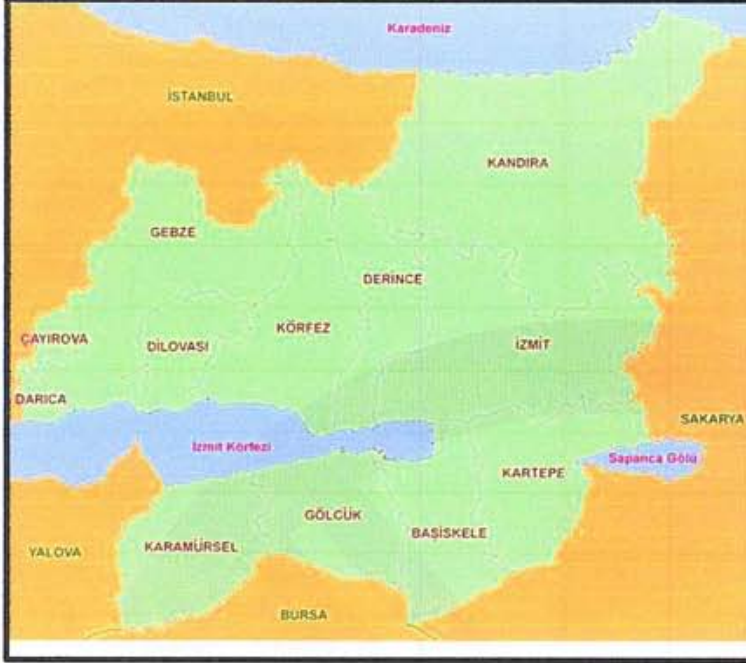 Karadeniz
İSTANBUL
KANDIRA
GEBZE
DERİNCE
KÖRFEZ
ÇAYIROVA
DİLOVASI
İZMİT
DARICA
SAKARYA
İzmit Körfezi
Sapanca Gölü
KARTEPE
GÖLCÜK
BAŞİSKELE
KARAMÜRSEL
YALOVA
BURSA